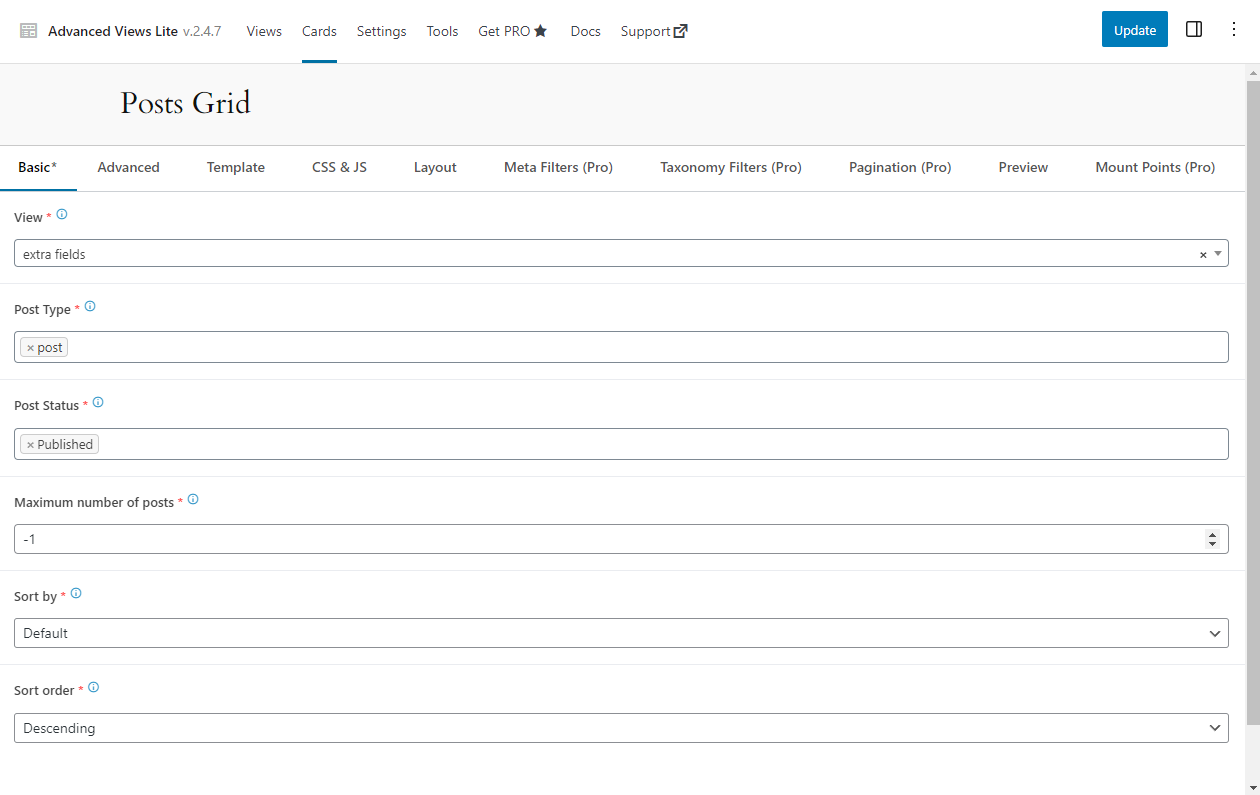 Advanced Views Lite v.2.4.7 Views Cards Settings Tools Get PRO Docs Support Update
Posts Grid
Basic* Advanced Template CSS & JS Layout Meta Filters (Pro) Taxonomy Filters (Pro) Pagination (Pro) Preview Mount Points (Pro)
View *
extra fields ×
Post Type *
× post
Post Status *
× Published
Maximum number of posts *
-1
Sort by *
Default
Sort order *
Descending